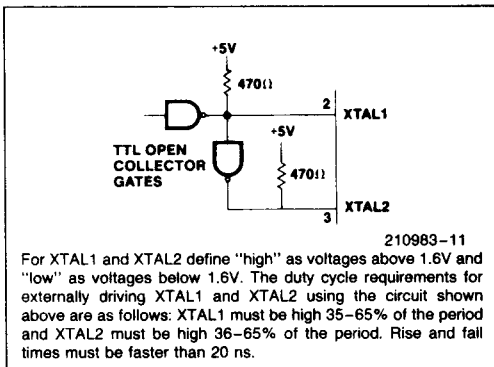 +5V
470Ω
2
XTAL1
+5V
TTL OPEN
COLLECTOR
GATES
470Ω
XTAL2
3
210983-11
For XTAL1 and XTAL2 define "high" as voltages above 1.6V and
"low" as voltages below 1.6V. The duty cycle requirements for
externally driving XTAL1 and XTAL2 using the circuit shown
above are as follows: XTAL1 must be high 35-65% of the period
and XTAL2 must be high 36-65% of the period. Rise and fall
times must be faster than 20 ns.